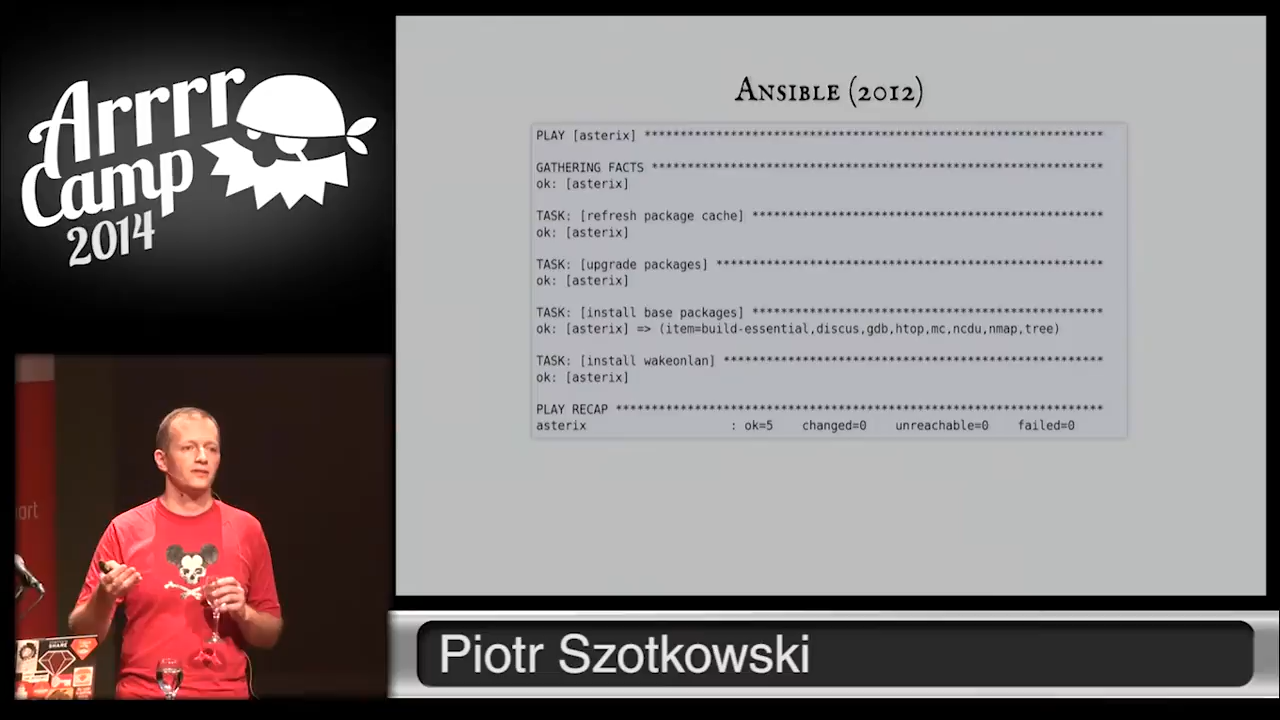 Arrrr
Camp
2014
Ansible (2012)
PLAY [asterix] ****************************************************************
GATHERING FACTS ***************************************************************
ok: [asterix]
TASK: [refresh package cache] *************************************************
ok: [asterix]
TASK: [upgrade packages] ******************************************************
ok: [asterix]
TASK: [install base packages] *************************************************
ok: [asterix] => (item=build-essential,discus,gdb,htop,mc,ncdu,nmap,tree)
TASK: [install wakeonlan] *****************************************************
ok: [asterix]
PLAY RECAP ********************************************************************
asterix : ok=5 changed=0 unreachable=0 failed=0
ort
Piotr Szotkowski